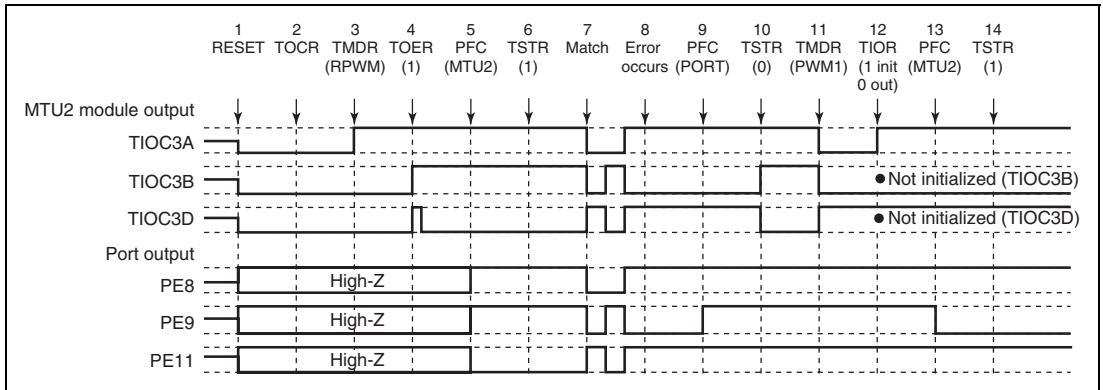 1 2 3 4 5 6 7 8 9 10 11 12 13 14
RESET TOCR TMDR TOER PFC TSTR Match Error PFC TSTR TMDR TIOR PFC TSTR
(RPWM) (1) (MTU2) (1) occurs (PORT) (0) (PWM1) (1 init (MTU2) (1)
0 out)
MTU2 module output
TIOC3A
TIOC3B
● Not initialized (TIOC3B)
TIOC3D
● Not initialized (TIOC3D)
Port output
PE8
High-Z
PE9
High-Z
PE11
High-Z